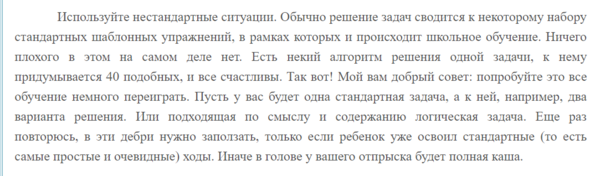 Используйте нестандартные ситуации. Обычно решение задач сводится к некоторому набору
стандартных шаблонных упражнений, в рамках которых и происходит школьное обучение. Ничего
плохого в этом на самом деле нет. Есть некий алгоритм решения одной задачи, к нему
придумывается 40 подобных, и все счастливы. Так вот! Мой вам добрый совет: попробуйте это все
обучение немного переиграть. Пусть у вас будет одна стандартная задача, а к ней, например, два
варианта решения. Или подходящая по смыслу и содержанию логическая задача. Еще раз
повторюсь, в эти дебри нужно заползать, только если ребенок уже освоил стандартные (то есть
самые простые и очевидные) ходы. Иначе в голове у вашего отпрыска будет полная каша.